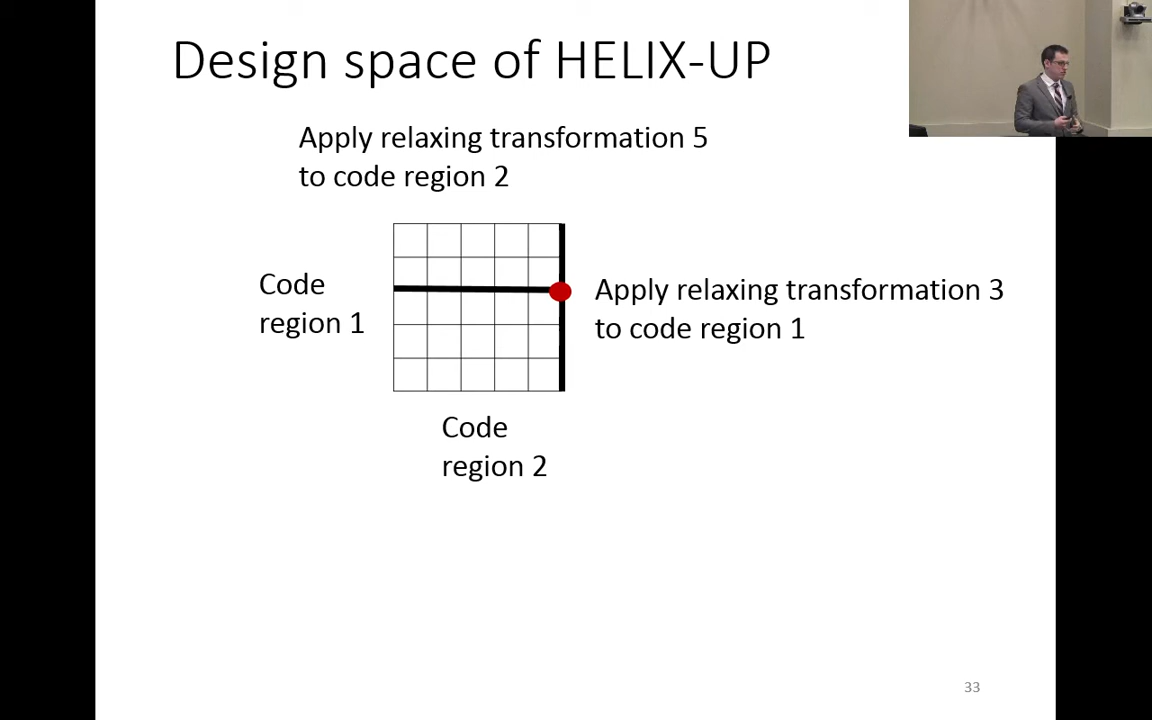 Design space of HELIX-UP
Apply relaxing transformation 5
to code region 2
Code
region 1
Apply relaxing transformation 3
to code region 1
Code
region 2
33